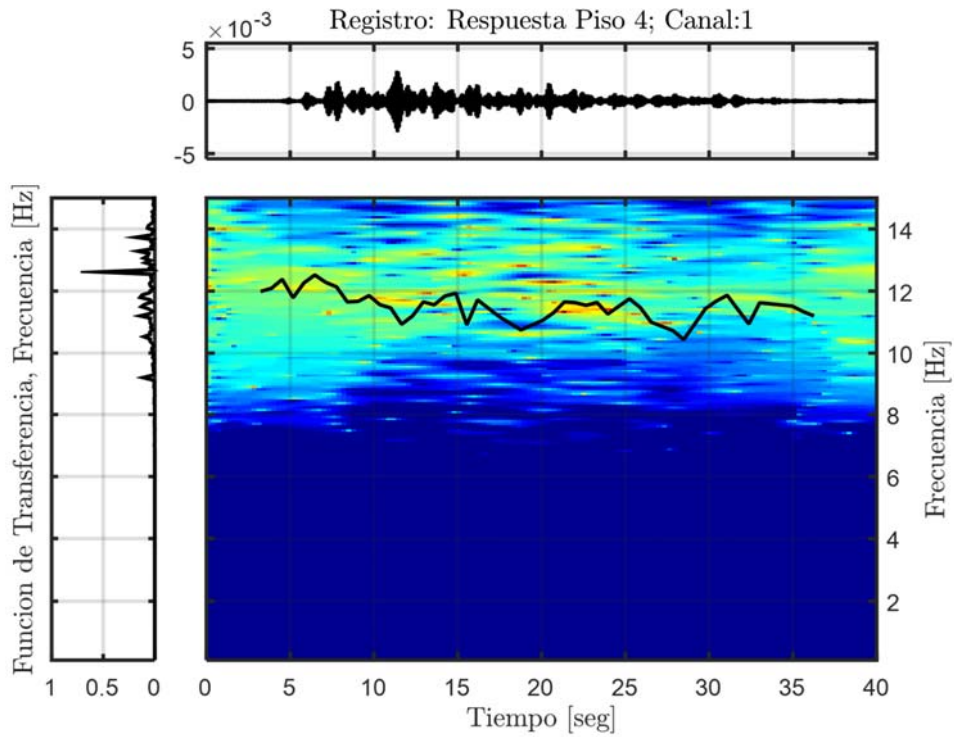 Registro: Respuesta Piso 4; Canal:1
×10⁻³
5
0
-5
Funcion de Transferencia, Frecuencia [Hz]
14
12
10
8
6
4
2
Frecuencia [Hz]
1 0.5 0
0 5 10 15 20 25 30 35 40
Tiempo [seg]